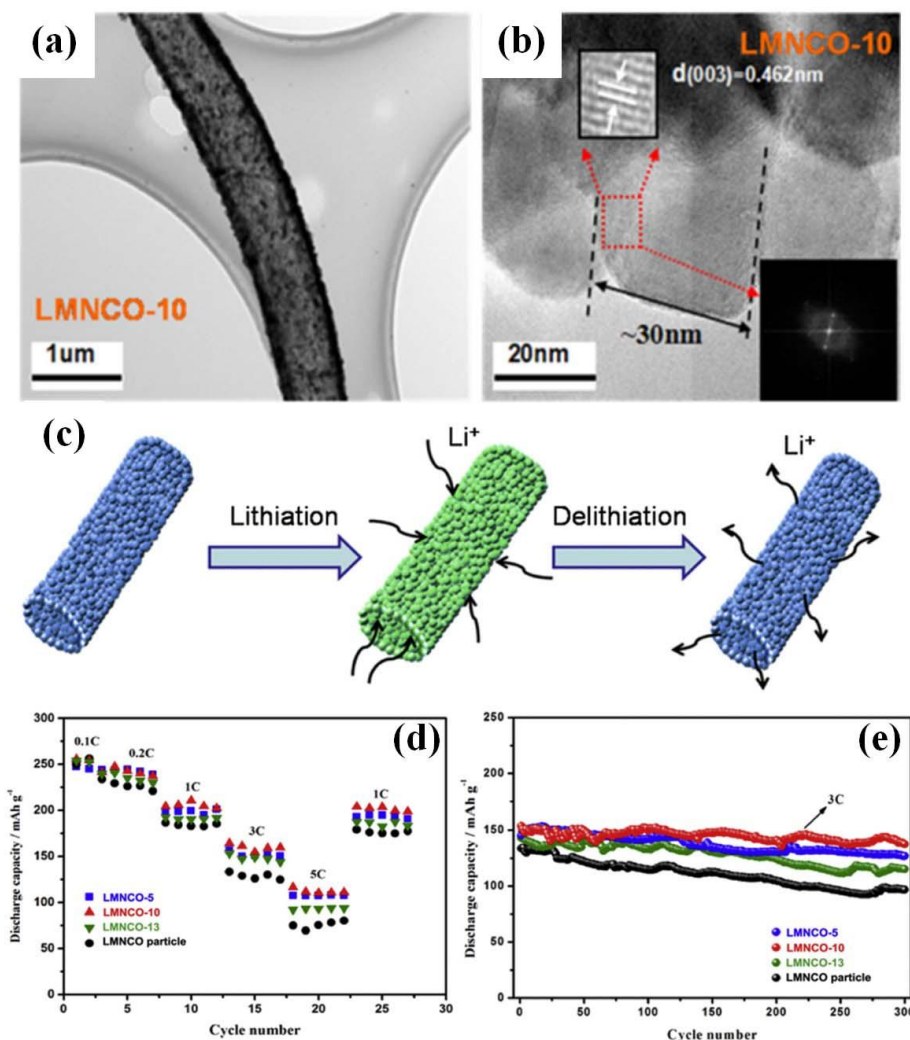 (a)
LMNCO-10
1um
(b)
LMNCO-10
d(003)=0.462nm
~30nm
20nm
(c)
Li⁺
Li⁺
Lithiation
Delithiation
(d)
300
250
200
150
100
50
0
0
5
10
15
20
25
30
Discharge capacity / mAh g⁻¹
Cycle number
0.1C
0.2C
1C
3C
5C
1C
LMNCO-5
LMNCO-10
LMNCO-13
LMNCO particle
(e)
250
200
150
100
50
0
0
50
100
150
200
250
300
Discharge capacity / mAh g⁻¹
Cycle number
3C
LMNCO-5
LMNCO-10
LMNCO-13
LMNCO particle